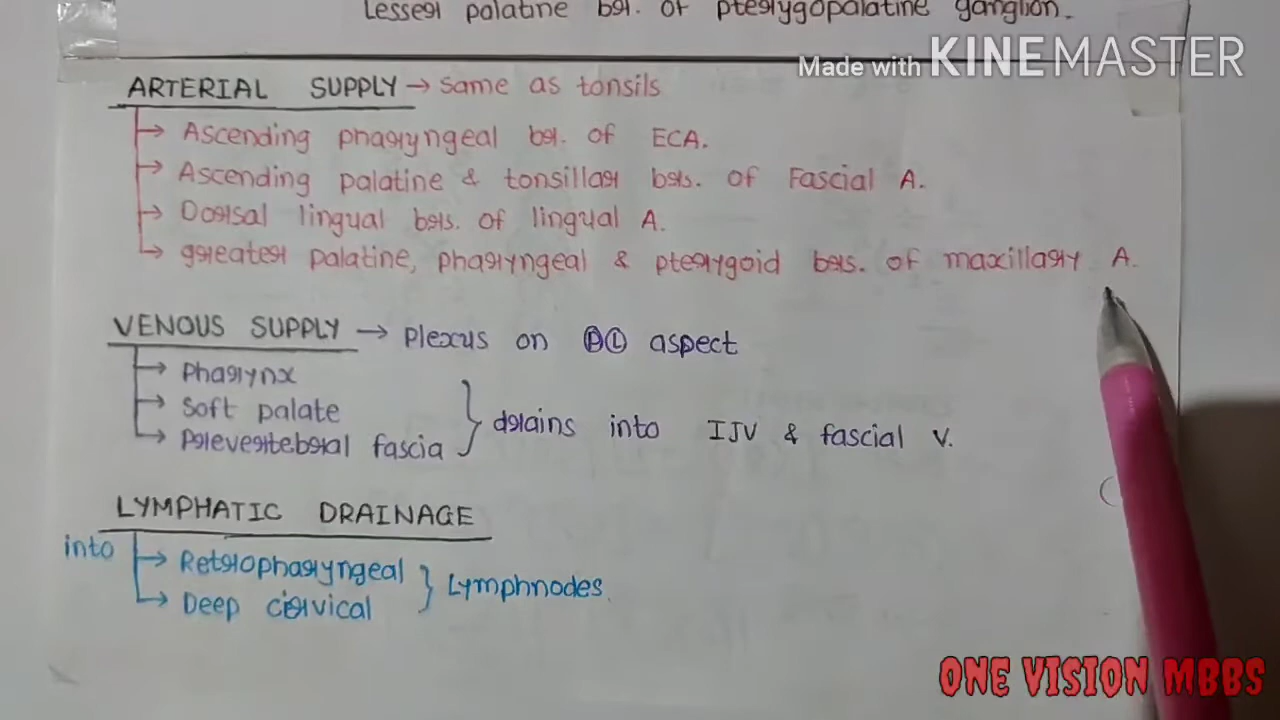 Lesser palatine br. of pterygopalatine ganglion.
Made with KINEMASTER
ARTERIAL SUPPLY → same as tonsils
→ Ascending pharyngeal br. of ECA.
→ Ascending palatine & tonsillar brs. of Fascial A.
→ Dorsal lingual brs. of lingual A.
→ greater palatine, pharyngeal & pterygoid brs. of maxillary A.
VENOUS SUPPLY → Plexus on Ⓟ Ⓛ aspect
→ Pharynx
→ Soft palate
→ Prevertebral fascia } drains into IJV & fascial V.
LYMPHATIC DRAINAGE
into → Retropharyngeal
→ Deep cervical } Lymphnodes.
ONE VISION MBBS